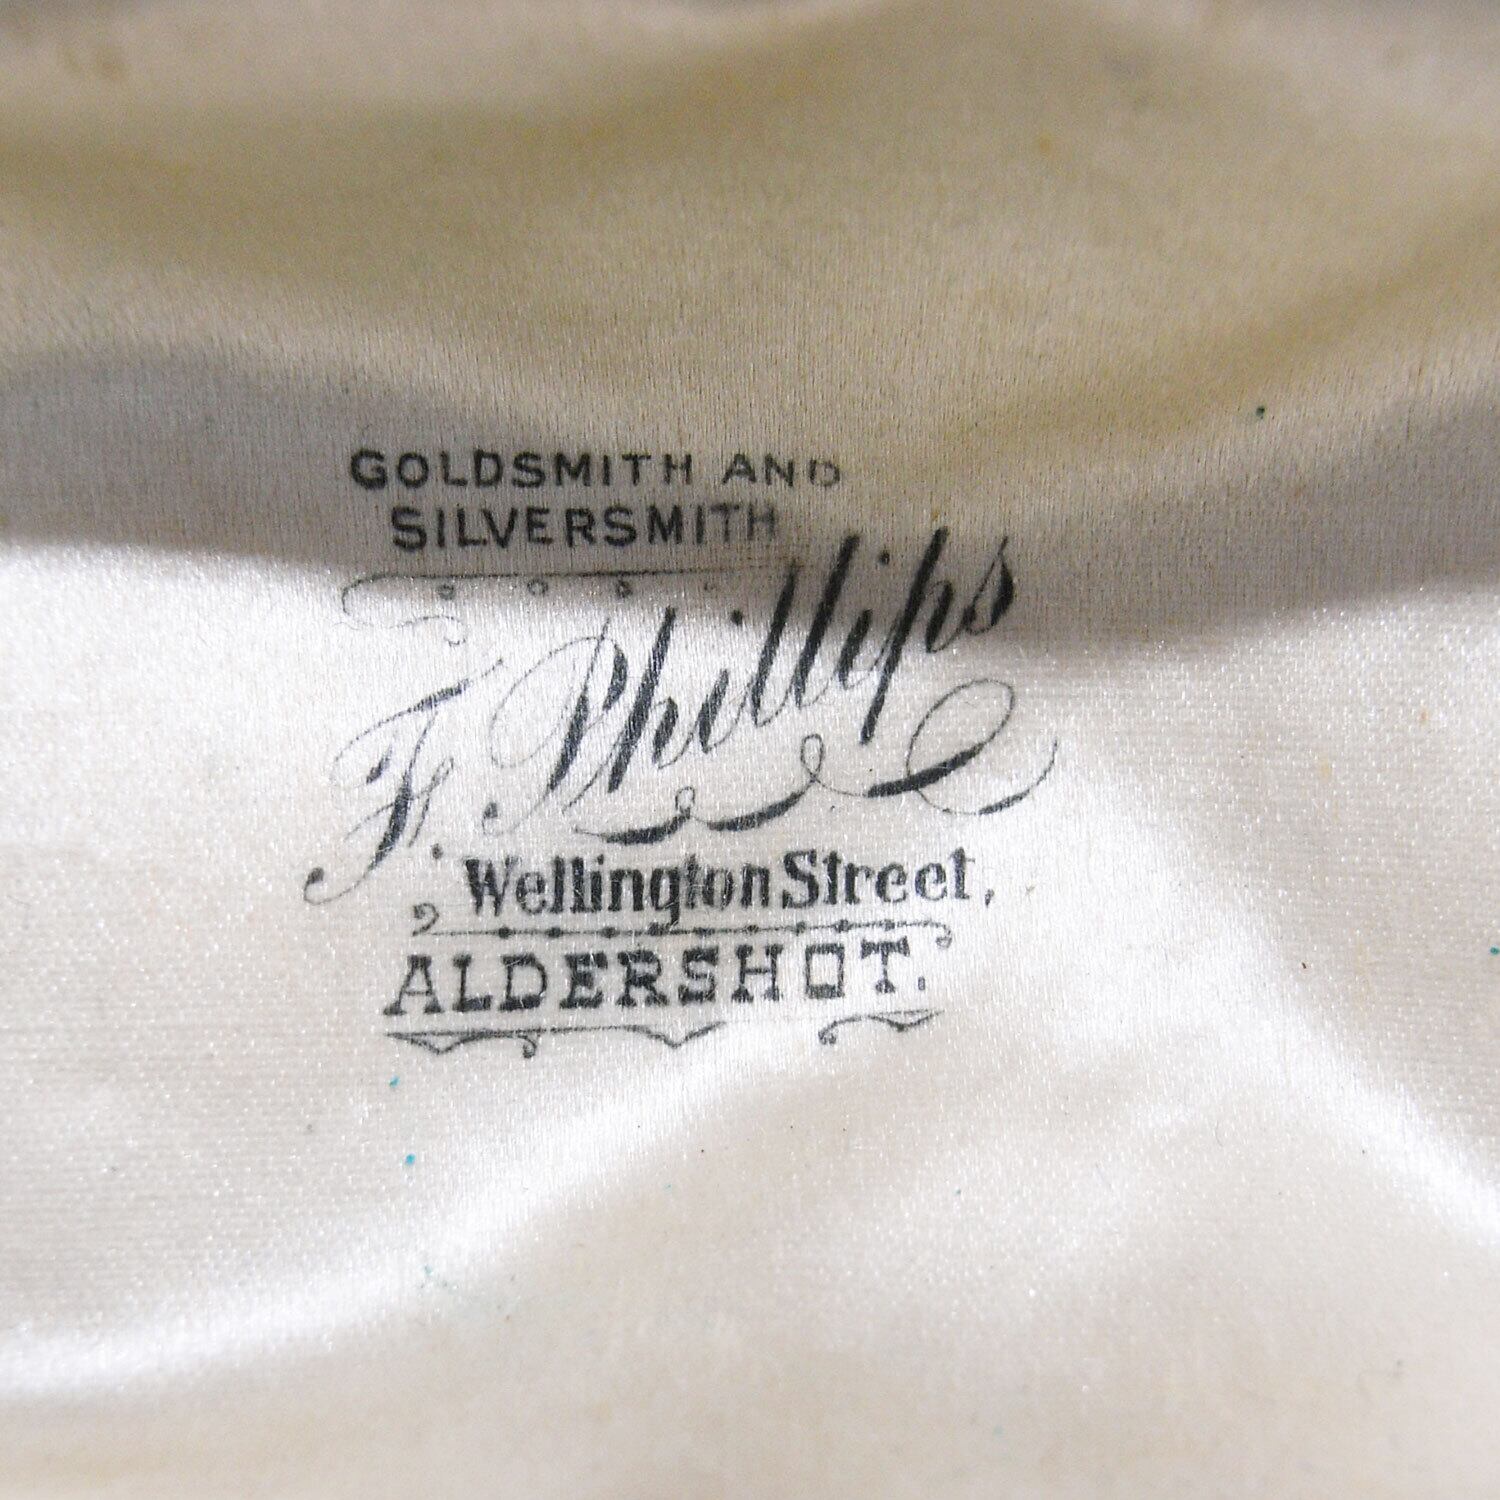 GOLDSMITH AND
SILVERSMITH
F. Phillips
Wellington Street,
ALDERSHOT.